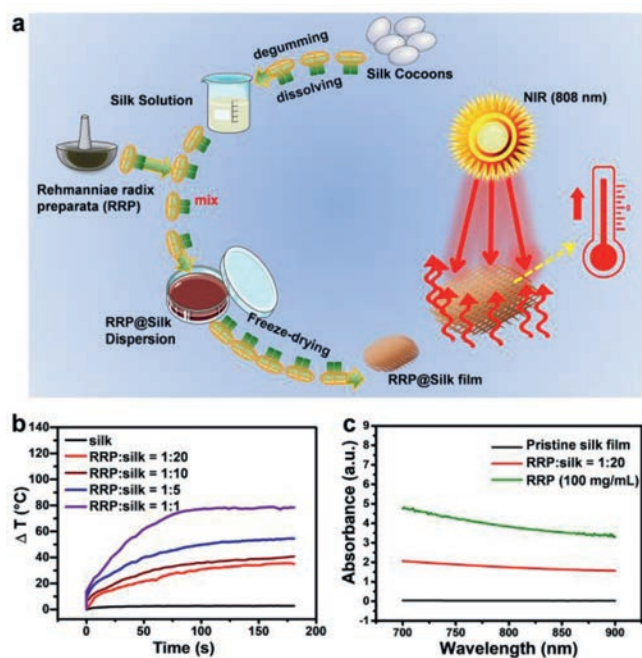 a
degumming
Silk Cocoons
dissolving
Silk Solution
NIR (808 nm)
Rehmanniae radix
preparata (RRP)
mix
RRP@Silk
Dispersion
Freeze-drying
RRP@Silk film
b
140
120
100
80
60
40
20
0
Δ T (°C)
silk
RRP:silk = 1:20
RRP:silk = 1:10
RRP:silk = 1:5
RRP:silk = 1:1
0 50 100 150 200
Time (s)
c
9
8
7
6
5
4
3
2
1
0
Absorbance (a.u.)
Pristine silk film
RRP:silk = 1:20
RRP (100 mg/mL)
700 750 800 850 900
Wavelength (nm)